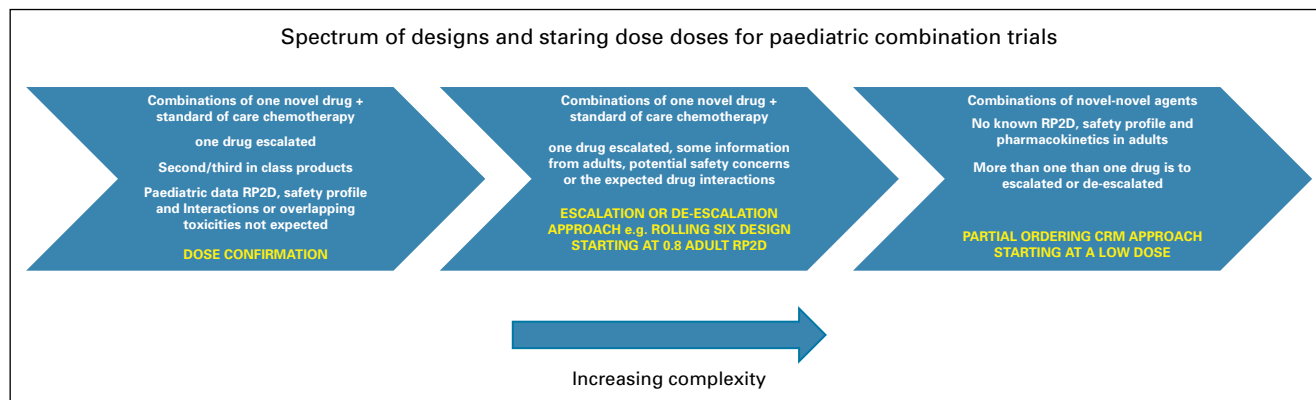 Spectrum of designs and staring dose doses for paediatric combination trials
Combinations of one novel drug +
standard of care chemotherapy
one drug escalated
Second/third in class products
Paediatric data RP2D, safety profile
and Interactions or overlapping
toxicities not expected
DOSE CONFIRMATION
Combinations of one novel drug +
standard of care chemotherapy
one drug escalated, some information
from adults, potential safety concerns
or the expected drug interactions
ESCALATION OR DE-ESCALATION
APPROACH e.g. ROLLING SIX DESIGN
STARTING AT 0.8 ADULT RP2D
Combinations of novel-novel agents
No known RP2D, safety profile and
pharmacokinetics in adults
More than one than one drug is to
escalated or de-escalated
PARTIAL ORDERING CRM APPROACH
STARTING AT A LOW DOSE
Increasing complexity